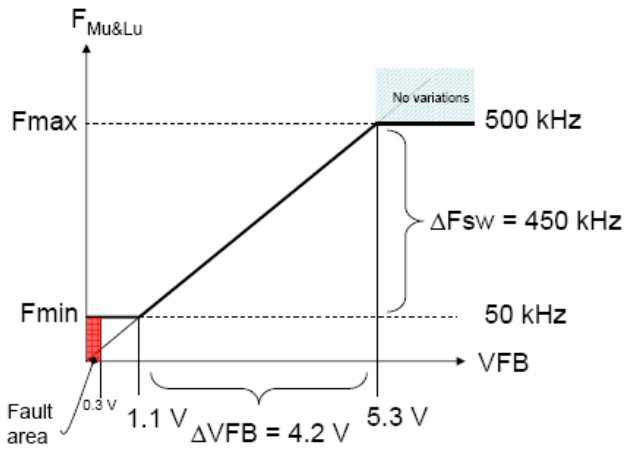 F Mu&Lu
No variations
Fmax
500 kHz
ΔFsw = 450 kHz
Fmin
50 kHz
VFB
0.3 V
1.1 V
5.3 V
Fault
area
ΔVFB = 4.2 V